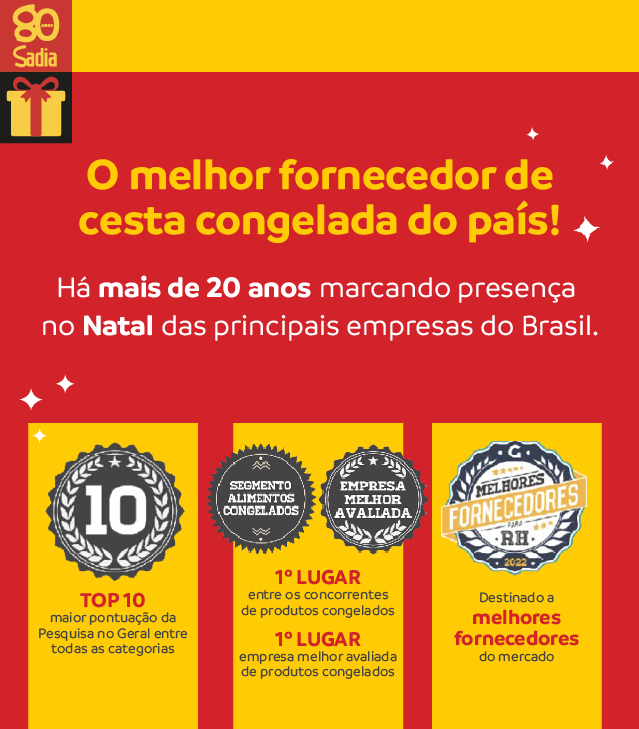 80
ANOS
Sadia
O melhor fornecedor de
cesta congelada do país!
Há mais de 20 anos marcando presença
no Natal das principais empresas do Brasil.
10
TOP 10
maior pontuação da
Pesquisa no Geral entre
todas as categorias
SEGMENTO
ALIMENTOS
CONGELADOS
EMPRESA
MELHOR
AVALIADA
1º LUGAR
entre os concorrentes
de produtos congelados
1º LUGAR
empresa melhor avaliada
de produtos congelados
G
MELHORES
FORNECEDORES
PARA
RH
2022
Destinado a
melhores
fornecedores
do mercado